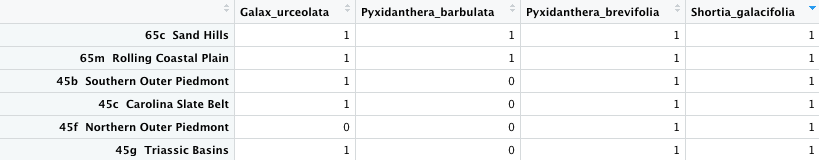 Galax_urceolata Pyxidanthera_barbulata Pyxidanthera_brevifolia Shortia_galacifolia
65c Sand Hills 1 1 1 1
65m Rolling Coastal Plain 1 1 1 1
45b Southern Outer Piedmont 1 0 1 1
45c Carolina Slate Belt 1 0 1 1
45f Northern Outer Piedmont 0 0 1 1
45g Triassic Basins 1 0 1 1